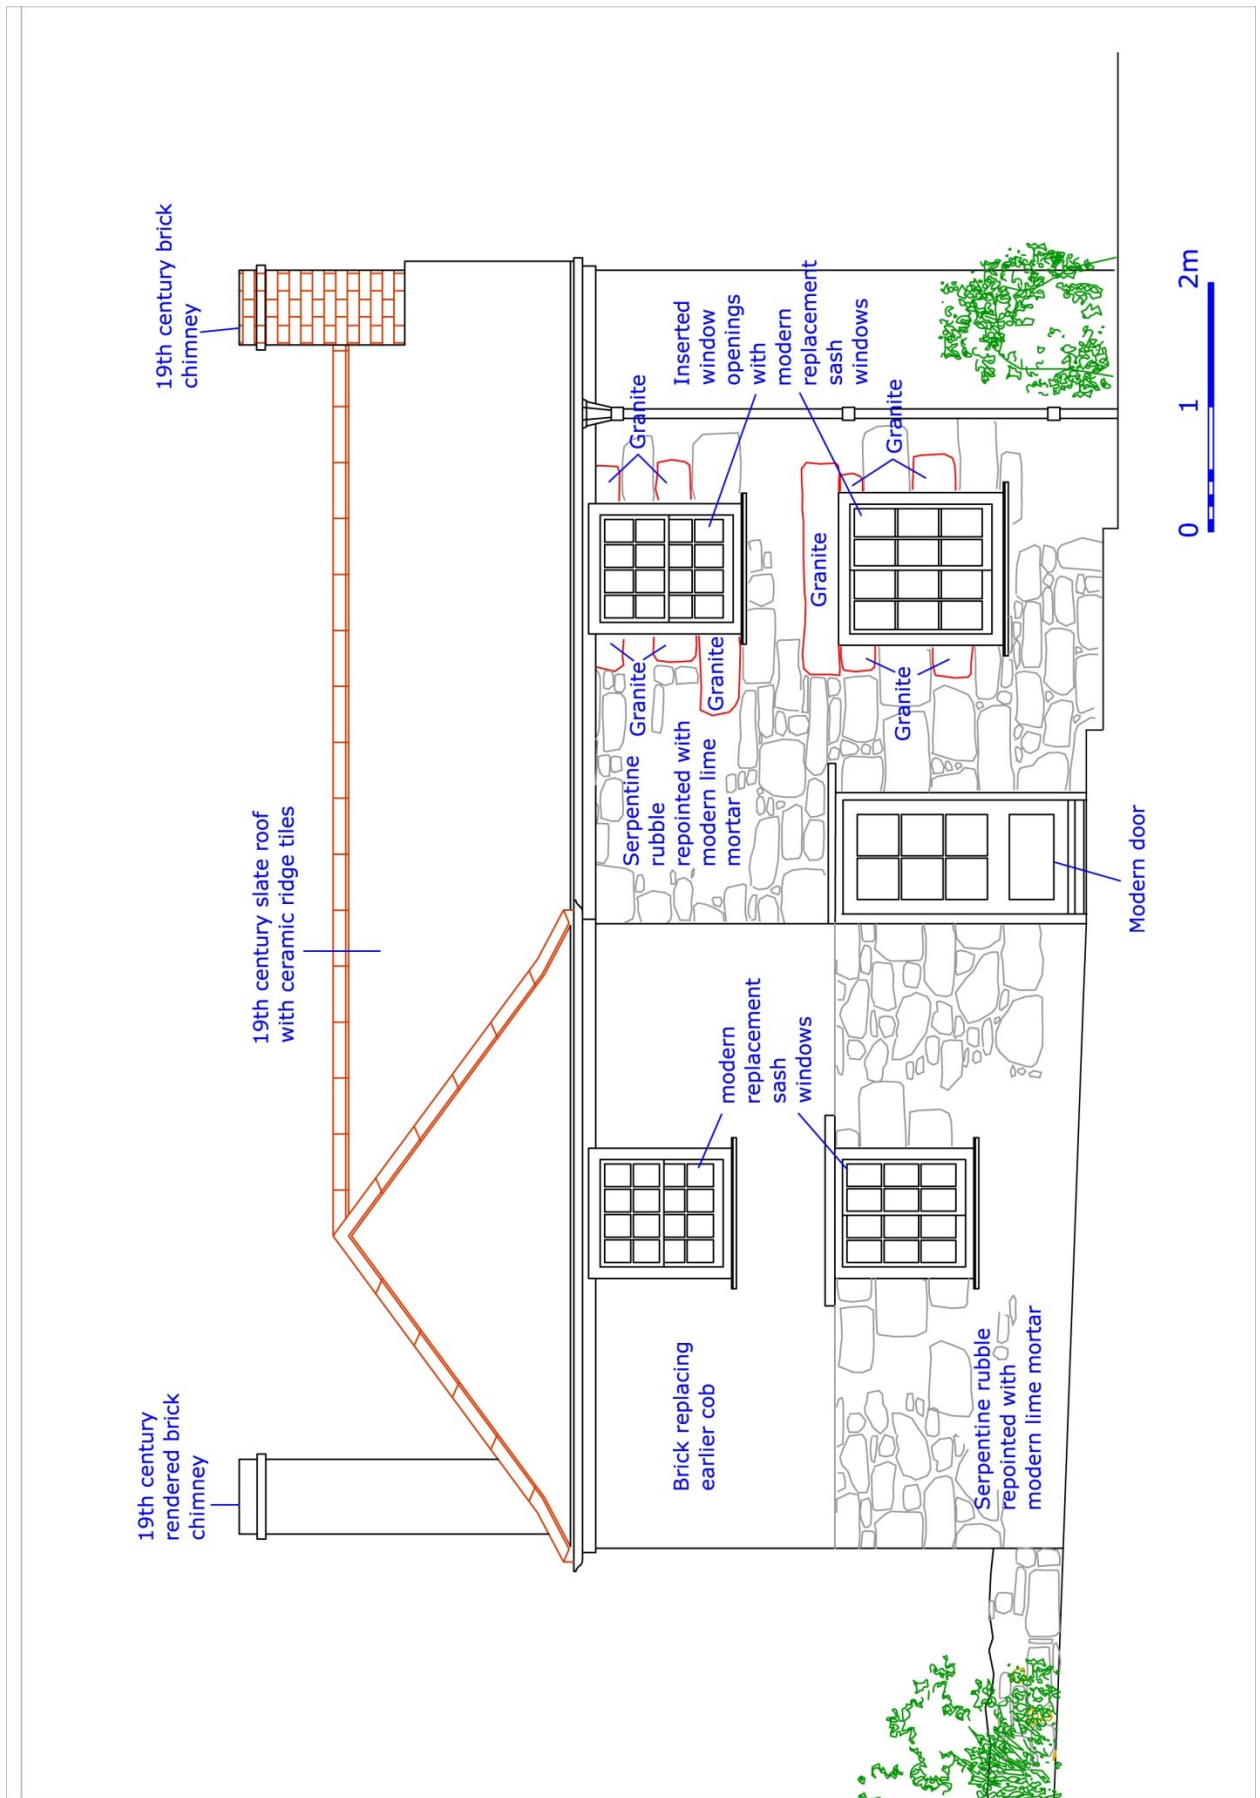 19th century
rendered brick
chimney
19th century slate roof
with ceramic ridge tiles
19th century brick
chimney
Brick replacing
earlier cob
modern
replacement
sash
windows
Serpentine
rubble
repointed with
modern lime
mortar
Granite
Granite
Granite
Inserted
window
openings
with
modern
replacement
sash
windows
Granite
Granite
Granite
Serpentine rubble
repointed with
modern lime mortar
Modern door
0 1 2m